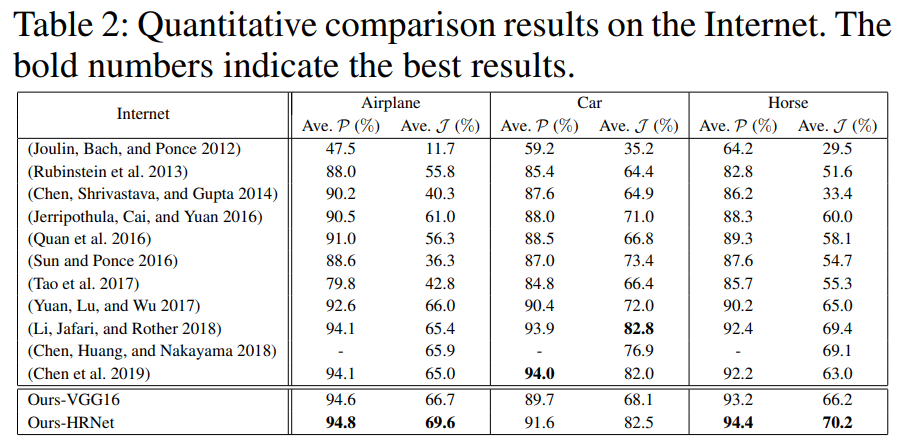 Table 2: Quantitative comparison results on the Internet. The
bold numbers indicate the best results.
Internet Airplane Car Horse
Ave. P (%) Ave. J (%) Ave. P (%) Ave. J (%) Ave. P (%) Ave. J (%)
(Joulin, Bach, and Ponce 2012) 47.5 11.7 59.2 35.2 64.2 29.5
(Rubinstein et al. 2013) 88.0 55.8 85.4 64.4 82.8 51.6
(Chen, Shrivastava, and Gupta 2014) 90.2 40.3 87.6 64.9 86.2 33.4
(Jerripothula, Cai, and Yuan 2016) 90.5 61.0 88.0 71.0 88.3 60.0
(Quan et al. 2016) 91.0 56.3 88.5 66.8 89.3 58.1
(Sun and Ponce 2016) 88.6 36.3 87.0 73.4 87.6 54.7
(Tao et al. 2017) 79.8 42.8 84.8 66.4 85.7 55.3
(Yuan, Lu, and Wu 2017) 92.6 66.0 90.4 72.0 90.2 65.0
(Li, Jafari, and Rother 2018) 94.1 65.4 93.9 82.8 92.4 69.4
(Chen, Huang, and Nakayama 2018) - 65.9 - 76.9 - 69.1
(Chen et al. 2019) 94.1 65.0 94.0 82.0 92.2 63.0
Ours-VGG16 94.6 66.7 89.7 68.1 93.2 66.2
Ours-HRNet 94.8 69.6 91.6 82.5 94.4 70.2